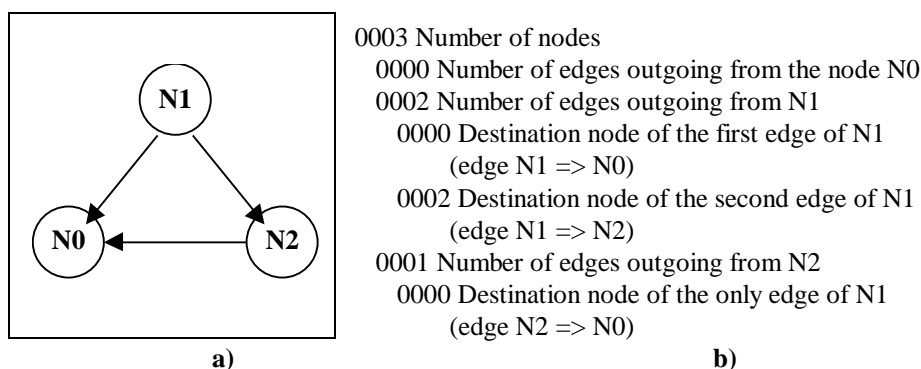 N1
N0
N2
a)
0003 Number of nodes
0000 Number of edges outgoing from the node N0
0002 Number of edges outgoing from N1
0000 Destination node of the first edge of N1
(edge N1 => N0)
0002 Destination node of the second edge of N1
(edge N1 => N2)
0001 Number of edges outgoing from N2
0000 Destination node of the only edge of N1
(edge N2 => N0)
b)